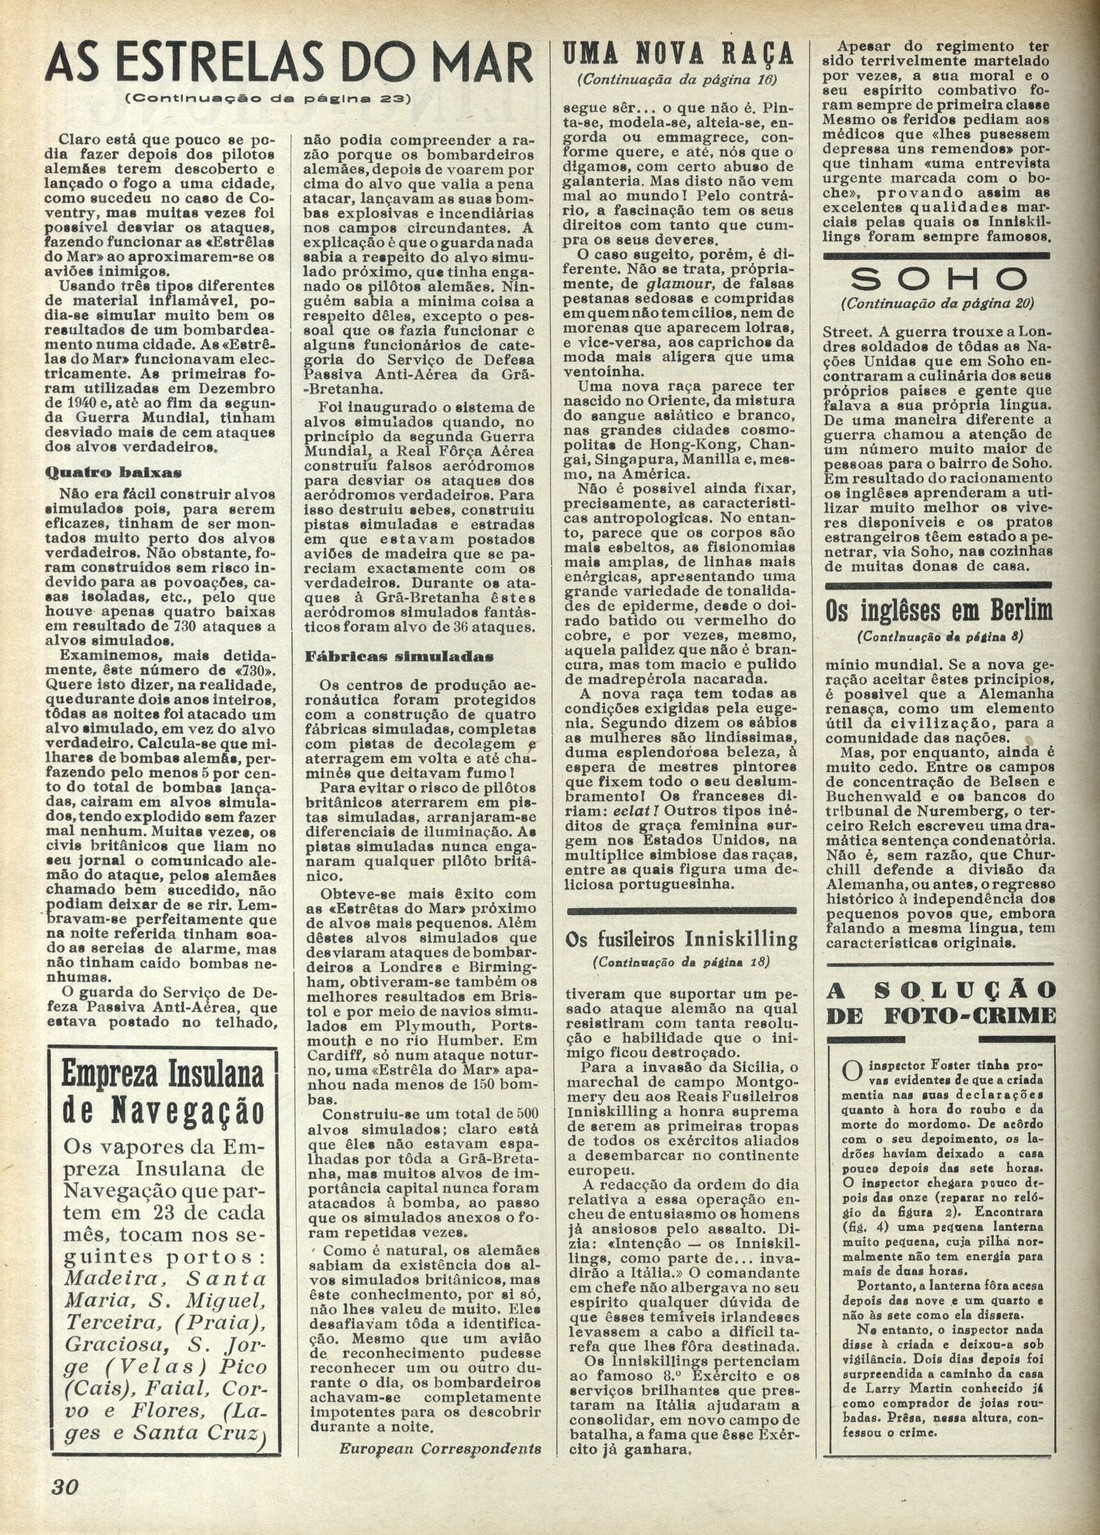 AS ESTRELAS DO MAR
(Continuação da página 23)
Claro está que pouco se po-
dia fazer depois dos pilotos
alemães terem descoberto e
lançado o fogo a uma cidade,
como sucedeu no caso de Co-
ventry, mas muitas vezes foi
possível desviar os ataques,
fazendo funcionar as «Estrêlas
do Mar» ao aproximarem-se os
aviões inimigos.
Usando três tipos diferentes
de material inflamável, po-
dia-se simular muito bem os
resultados de um bombardea-
mento numa cidade. As «Estrê-
las do Mar» funcionavam elec-
tricamente. As primeiras fo-
ram utilizadas em Dezembro
de 1940 e, até ao fim da segun-
da Guerra Mundial, tinham
desviado mais de cem ataques
dos alvos verdadeiros.
Quatro baixas
Não era fácil construir alvos
simulados pois, para serem
eficazes, tinham de ser mon-
tados muito perto dos alvos
verdadeiros. Não obstante, fo-
ram construídos sem risco in-
devido para as povoações, ca-
sas isoladas, etc., pelo que
houve apenas quatro baixas
em resultado de 730 ataques a
alvos simulados.
Examinemos, mais detida-
mente, êste número de «730».
Quere isto dizer, na realidade,
que durante dois anos inteiros,
tôdas as noites foi atacado um
alvo simulado, em vez do alvo
verdadeiro. Calcula-se que mi-
lhares de bombas alemãs, per-
fazendo pelo menos 5 por cen-
to do total de bombas lança-
das, cairam em alvos simula-
dos, tendo explodido sem fazer
mal nenhum. Muitas vezes, os
civis britânicos que liam no
seu jornal o comunicado ale-
mão do ataque, pelos alemães
chamado bem sucedido, não
podiam deixar de se rir. Lem-
bravam-se perfeitamente que
na noite referida tinham soa-
do as sereias de alarme, mas
não tinham caído bombas ne-
nhumas.
O guarda do Serviço de De-
feza Passiva Anti-Aérea, que
estava postado no telhado,
Empreza Insulana
de Navegação
Os vapores da Em-
preza Insulana de
Navegação que par-
tem em 23 de cada
mês, tocam nos se-
guintes portos:
Madeira, Santa
Maria, S. Miguel,
Terceira, (Praia),
Graciosa, S. Jor-
ge (Velas) Pico
(Cais), Faial, Cor-
vo e Flores, (La-
ges e Santa Cruz)
30
não podia compreender a ra-
zão porque os bombardeiros
alemães, depois de voarem por
cima do alvo que valia a pena
atacar, lançavam as suas bom-
bas explosivas e incendiárias
nos campos circundantes. A
explicação é que o guarda nada
sabia a respeito do alvo simu-
lado próximo, que tinha enga-
nado os pilôtos alemães. Nin-
guém sabia a mínima coisa a
respeito dêles, excepto o pes-
soal que os fazia funcionar e
alguns funcionários de cate-
goria do Serviço de Defesa
Passiva Anti-Aérea da Grã-
-Bretanha.
Foi inaugurado o sistema de
alvos simulados quando, no
princípio da segunda Guerra
Mundial, a Real Fôrça Aérea
construiu falsos aeródromos
para desviar os ataques dos
aeródromos verdadeiros. Para
isso destruiu sebes, construiu
pistas simuladas e estradas
em que estavam postados
aviões de madeira que se pa-
reciam exactamente com os
verdadeiros. Durante os ata-
ques à Grã-Bretanha êstes
aeródromos simulados fantás-
ticos foram alvo de 36 ataques.
Fábricas simuladas
Os centros de produção ae-
ronáutica foram protegidos
com a construção de quatro
fábricas simuladas, completas
com pistas de decolagem e
aterragem em volta e até cha-
minés que deitavam fumo!
Para evitar o risco de pilôtos
britânicos aterrarem em pis-
tas simuladas, arranjaram-se
diferenciais de iluminação. As
pistas simuladas nunca enga-
naram qualquer pilôto britâ-
nico.
Obteve-se mais êxito com
as «Estrêtas do Mar» próximo
de alvos mais pequenos. Além
dêstes alvos simulados que
desviaram ataques de bombar-
deiros a Londres e Birming-
ham, obtiveram-se também os
melhores resultados em Bris-
tol e por meio de navios simu-
lados em Plymouth, Ports-
mouth e no rio Humber. Em
Cardiff, só num ataque notur-
no, uma «Estrêla do Mar» apa-
nhou nada menos de 150 bom-
bas.
Construiu-se um total de 500
alvos simulados; claro está
que êles não estavam espa-
lhadas por tôda a Grã-Breta-
nha, mas muitos alvos de im-
portância capital nunca foram
atacados à bomba, ao passo
que os simulados anexos o fo-
ram repetidas vezes.
Como é natural, os alemães
sabiam da existência dos al-
vos simulados britânicos, mas
êste conhecimento, por si só,
não lhes valeu de muito. Eles
desafiavam tôda a identifica-
ção. Mesmo que um avião
de reconhecimento pudesse
reconhecer um ou outro du-
rante o dia, os bombardeiros
achavam-se completamente
impotentes para os descobrir
durante a noite.
European Correspondents
UMA NOVA RAÇA
(Continuaçãa da página 16)
segue sêr... o que não é. Pin-
ta-se, modela-se, alteia-se, en-
gorda ou emmagrece, con-
forme quere, e até, nós que o
digamos, com certo abuso de
galanteria. Mas disto não vem
mal ao mundo! Pelo contrá-
rio, a fascinação tem os seus
direitos com tanto que cum-
pra os seus deveres.
O caso sugeito, porém, é di-
ferente. Não se trata, própria-
mente, de glamour, de falsas
pestanas sedosas e compridas
em quem não tem cílios, nem de
morenas que aparecem loiras,
e vice-versa, aos caprichos da
moda mais aligera que uma
ventoínha.
Uma nova raça parece ter
nascido no Oriente, da mistura
do sangue asiático e branco,
nas grandes cidades cosmo-
politas de Hong-Kong, Chan-
gai, Singapura, Manilla e, mes-
mo, na América.
Não é possivel ainda fixar,
precisamente, as característi-
cas antropologicas. No entan-
to, parece que os corpos são
mais esbeltos, as fisionomias
mais amplas, de linhas mais
enérgicas, apresentando uma
grande variedade de tonalida-
des de epiderme, desde o doi-
rado batido ou vermelho do
cobre, e por vezes, mesmo,
aquela palidez que não é bran-
cura, mas tom macio e pulido
de madrepérola nacarada.
A nova raça tem todas as
condições exigidas pela euge-
nia. Segundo dizem os sábios
as mulheres são lindíssimas,
duma esplendorosa beleza, à
espera de mestres pintores
que fixem todo o seu deslum-
bramento! Os franceses di-
riam: eclat! Outros tipos iné-
ditos de graça feminina sur-
gem nos Estados Unidos, na
multiplice simbiose das raças,
entre as quais figura uma de-
liciosa portuguesinha.
Os fusileiros Inniskilling
(Continuação da página 18)
tiveram que suportar um pe-
sado ataque alemão na qual
resistiram com tanta resolu-
ção e habilidade que o ini-
migo ficou destroçado.
Para a invasão da Sicília, o
marechal de campo Montgo-
mery deu aos Reais Fusileiros
Inniskilling a honra suprema
de serem as primeiras tropas
de todos os exércitos aliados
a desembarcar no continente
europeu.
A redacção da ordem do dia
relativa a essa operação en-
cheu de entusiasmo os homens
já ansiosos pelo assalto. Di-
zia: «Intenção — os Inniskil-
lings, como parte de... inva-
dirão a Itália.» O comandante
em chefe não albergava no seu
espírito qualquer dúvida de
que êsses temíveis irlandeses
levassem a cabo a difícil ta-
refa que lhes fôra destinada.
Os Inniskillings pertenciam
ao famoso 8.º Exército e os
serviços brilhantes que pres-
taram na Itália ajudaram a
consolidar, em novo campo de
batalha, a fama que êsse Exér-
cito já ganhara.
Apesar do regimento ter
sido terrivelmente martelado
por vezes, a sua moral e o
seu espírito combativo fo-
ram sempre de primeira classe
Mesmo os feridos pediam aos
médicos que «lhes pusessem
depressa uns remendos» por-
que tinham «uma entrevista
urgente marcada com o bo-
che», provando assim as
excelentes qualidades mar-
ciais pelas quais os Inniskil-
lings foram sempre famosos.
SOHO
(Continuação da página 20)
Street. A guerra trouxe a Lon-
dres soldados de tôdas as Na-
ções Unidas que em Soho en-
contraram a culinária dos seus
próprios países e gente que
falava a sua própria língua.
De uma maneira diferente a
guerra chamou a atenção de
um número muito maior de
pessoas para o bairro de Soho.
Em resultado do racionamento
os inglêses aprenderam a uti-
lizar muito melhor os vive-
res disponiveis e os pratos
estrangeiros têem estado a pe-
netrar, via Soho, nas cozinhas
de muitas donas de casa.
Os inglêses em Berlim
(Continuação da página 8)
mínio mundial. Se a nova ge-
ração aceitar êstes princípios,
é possivel que a Alemanha
renasça, como um elemento
útil da civilização, para a
comunidade das nações.
Mas, por enquanto, ainda é
muito cedo. Entre os campos
de concentração de Belsen e
Buchenwald e os bancos do
tribunal de Nuremberg, o ter-
ceiro Reich escreveu uma dra-
mática sentença condenatória.
Não é, sem razão, que Chur-
chill defende a divisão da
Alemanha, ou antes, o regresso
histórico à independência dos
pequenos povos que, embora
falando a mesma língua, tem
caracteristicas originais.
A SOLUÇÃO
DE FOTO-CRIME
O inspector Foster tinha pro-
vas evidentes de que a criada
mentia nas suas declarações
quanto à hora do roubo e da
morte do mordomo. De acôrdo
com o seu depoimento, os la-
drões haviam deixado a casa
pouco depois das sete horas.
O inspector chegara pouco de-
pois das onze (reparar no reló-
gio da figura 2). Encontrara
(fig. 4) uma pequena lanterna
muito pequena, cuja pilha nor-
malmente não tem energia para
mais de duas horas.
Portanto, a lanterna fôra acesa
depois das nove e um quarto e
não às sete como ela dissera.
No entanto, o inspector nada
disse à criada e deixou-a sob
vigilância. Dois dias depois foi
surpreendida a caminho da casa
de Larry Martin conhecido já
como comprador de joias rou-
badas. Prêsa, nessa altura, con-
fessou o crime.